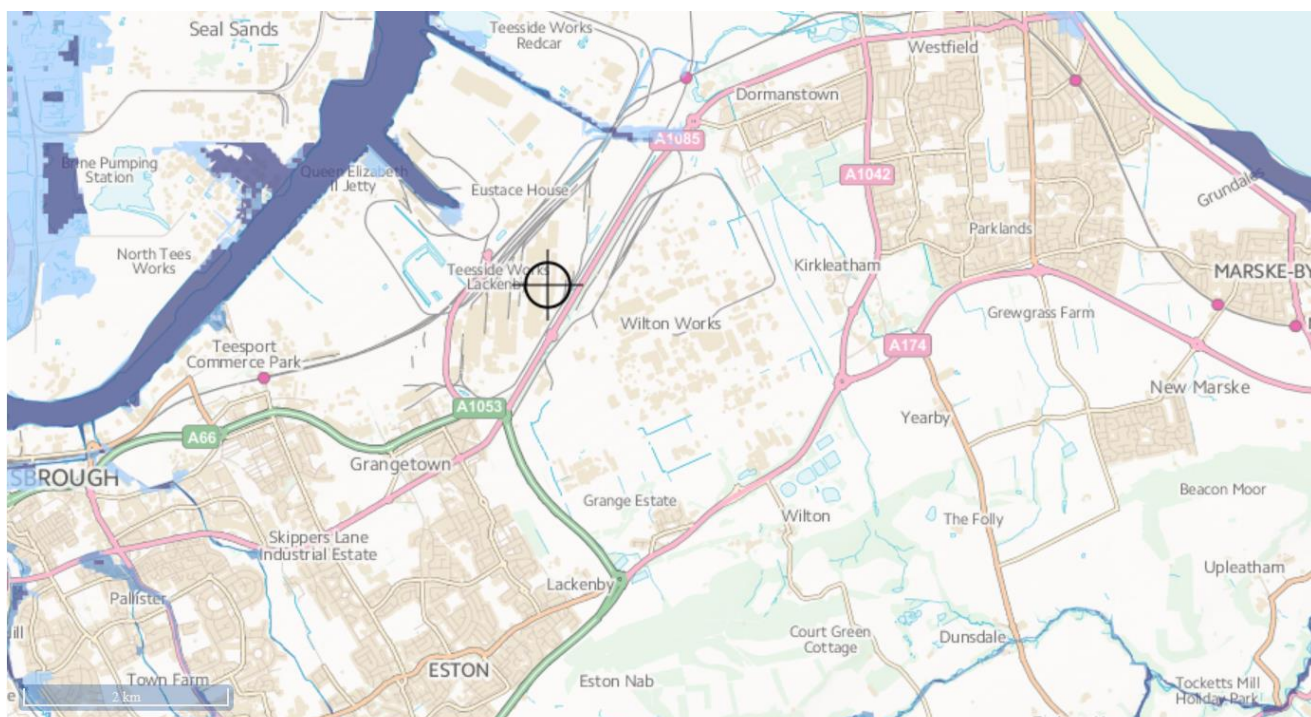 Seal Sands
Teesside Works
Redcar
Westfield
Dormanstown
A1085
Brine Pumping
Station
Queen Elizabeth
II Jetty
Eustace House
A1042
Grundales
Parklands
North Tees
Works
Teesside Works
Lackenb
Kirkleatham
MARSKE-BY
Wilton Works
Grewgrass Farm
Teesport
Commerce Park
A174
New Marske
A1053
Yearby
A66
Grangetown
SBROUGH
Grange Estate
Beacon Moor
Wilton
The Folly
Skippers Lane
Industrial Estate
Lackenby
Upleatham
Pallister
ill
Court Green
Cottage
Dunsdale
ESTON
Eston Nab
Town Farm
Tocketts Mill
Holiday Park
e
2 km